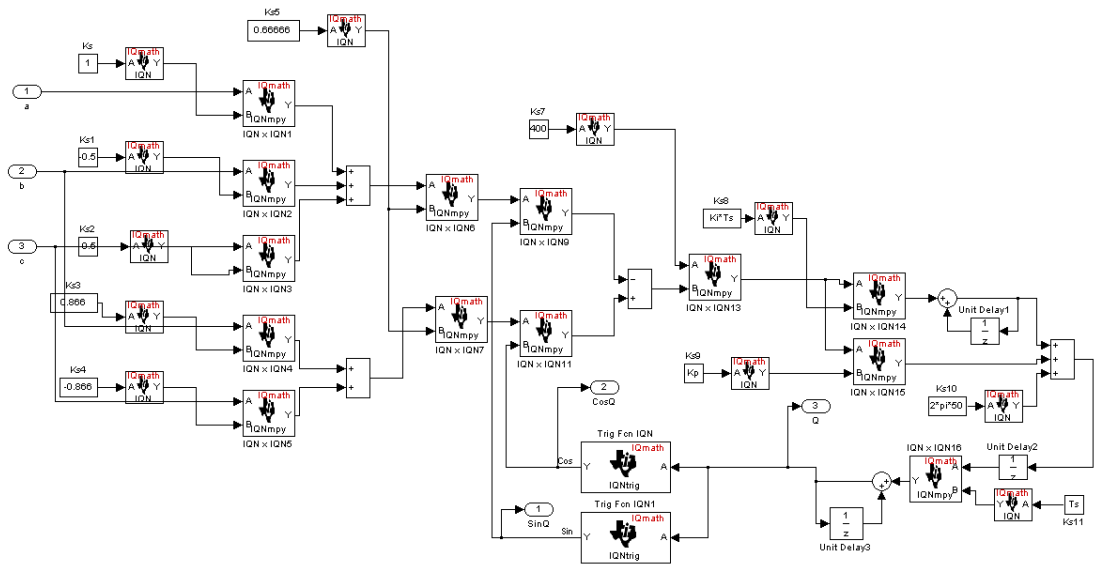 Ks5
0.66666
IQmath
A Y
IQN
Ks
1
IQmath
A Y
IQN
1
a
IQmath
A
B
Y
IQNmpy
IQN x IQN1
Ks1
-0.5
IQmath
A Y
IQN
2
b
IQmath
A
B
Y
IQNmpy
IQN x IQN2
+
+
+
Ks2
0.5
IQmath
A Y
IQN
3
c
IQmath
A
B
Y
IQNmpy
IQN x IQN3
Ks3
0.866
IQmath
A Y
IQN
IQmath
A
B
Y
IQNmpy
IQN x IQN4
Ks4
-0.866
IQmath
A Y
IQN
IQmath
A
B
Y
IQNmpy
IQN x IQN5
+
+
IQmath
A
B
Y
IQNmpy
IQN x IQN6
IQmath
A
B
Y
IQNmpy
IQN x IQN7
IQmath
A
B
Y
IQNmpy
IQN x IQN9
IQmath
A
B
Y
IQNmpy
IQN x IQN11
Ks7
400
IQmath
A Y
IQN
−
+
IQmath
A
B
Y
IQNmpy
IQN x IQN13
Ks8
Ki*Ts
IQmath
A Y
IQN
IQmath
A
B
Y
IQNmpy
IQN x IQN14
+
+
Unit Delay1
1
z
Ks9
Kp
IQmath
A Y
IQN
IQmath
A
B
Y
IQNmpy
IQN x IQN15
+
+
+
Ks10
2*pi*50
IQmath
A Y
IQN
2
CosQ
3
Q
Trig Fcn IQN
Cos
IQmath
Y
A
IQNtrig
Trig Fcn IQN1
1
SinQ
Sin
IQmath
Y
A
IQNtrig
+
+
1
z
Unit Delay3
IQN x IQN16
IQmath
Y
A
B
IQNmpy
Unit Delay2
1
z
IQmath
Y A
IQN
Ts
Ks11